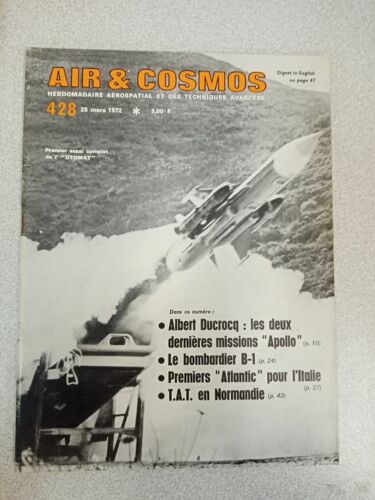 AIR & COSMOS
Digest in English
on page 47
HEBDOMADAIRE AÉROSPATIAL ET DES TECHNIQUES AVANCÉES
428 25 mars 1972 * 3,00 F
Premier essai complet
de l' "OTOMAT"
Dans ce numéro :
• Albert Ducrocq : les deux
dernières missions "Apollo" (p. 10)
• Le bombardier B-1 (p. 24)
• Premiers "Atlantic" pour l'Italie
(p. 27)
• T.A.T. en Normandie (p. 43)